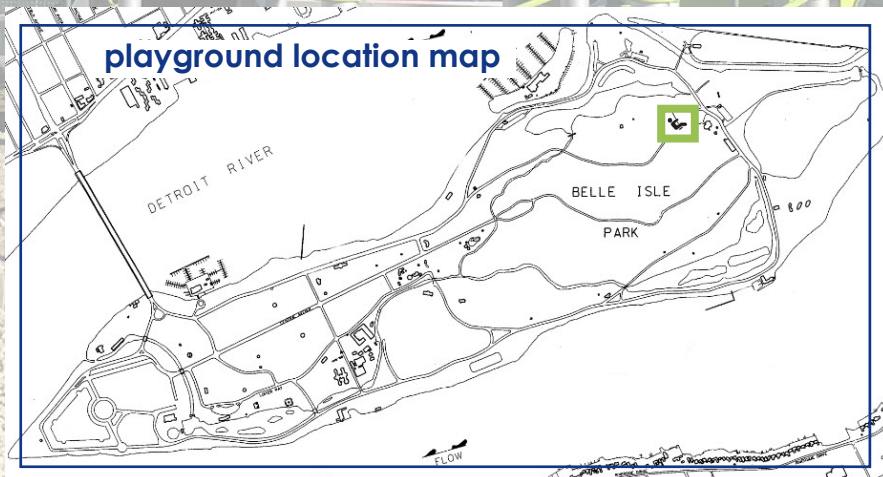 playground location map
DETROIT RIVER
BELLE ISLE
PARK
FLOW